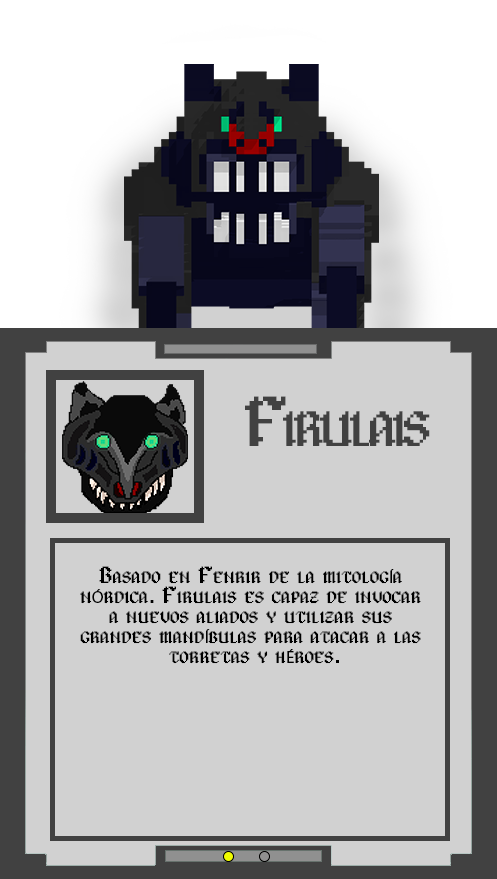 Firulais
Basado en Fenrir de la mitología
nórdica. Firulais es capaz de invocar
a nuevos aliados y utilizar sus
grandes mandíbulas para atacar a las
torretas y héroes.